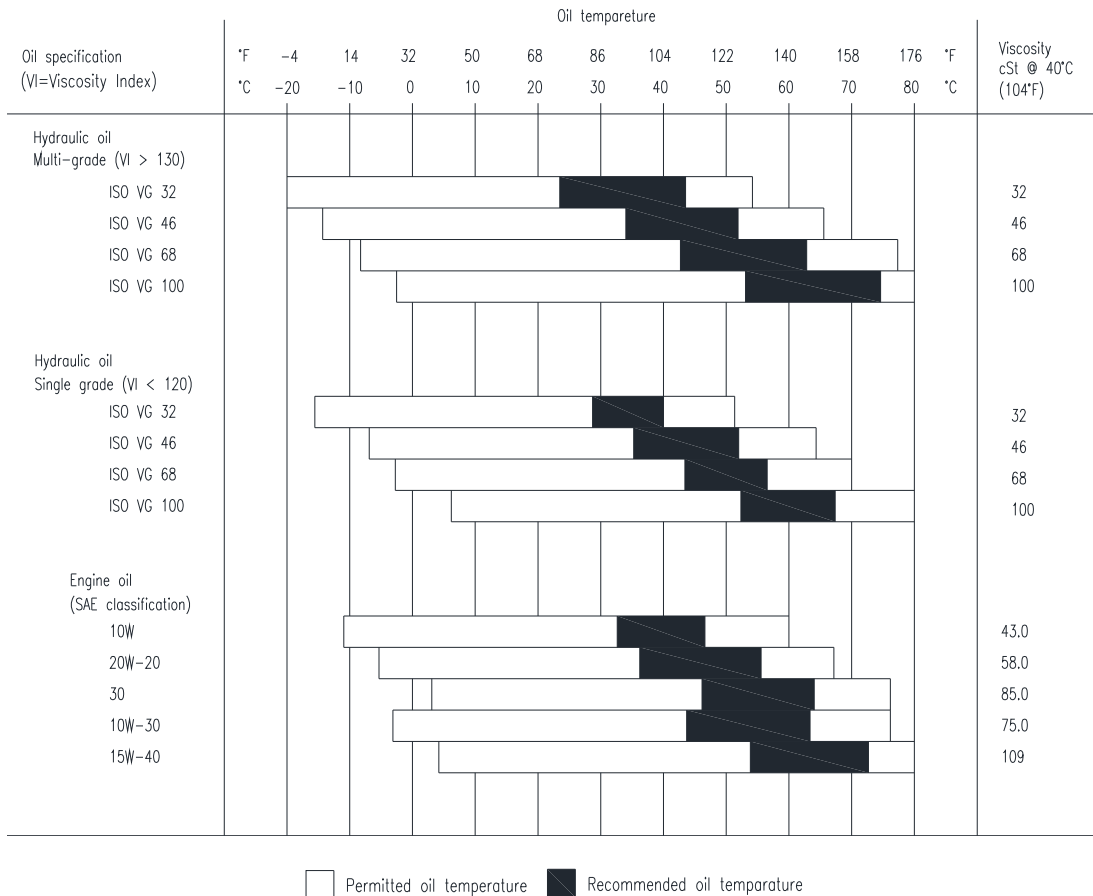 Oil tempareture
Oil specification
(VI=Viscosity Index)
°F -4 14 32 50 68 86 104 122 140 158 176 °F
°C -20 -10 0 10 20 30 40 50 60 70 80 °C
Viscosity
cSt @ 40°C
(104°F)
Hydraulic oil
Multi-grade (VI > 130)
ISO VG 32 32
ISO VG 46 46
ISO VG 68 68
ISO VG 100 100
Hydraulic oil
Single grade (VI < 120)
ISO VG 32 32
ISO VG 46 46
ISO VG 68 68
ISO VG 100 100
Engine oil
(SAE classification)
10W 43.0
20W-20 58.0
30 85.0
10W-30 75.0
15W-40 109
Permitted oil temperature Recommended oil temparature